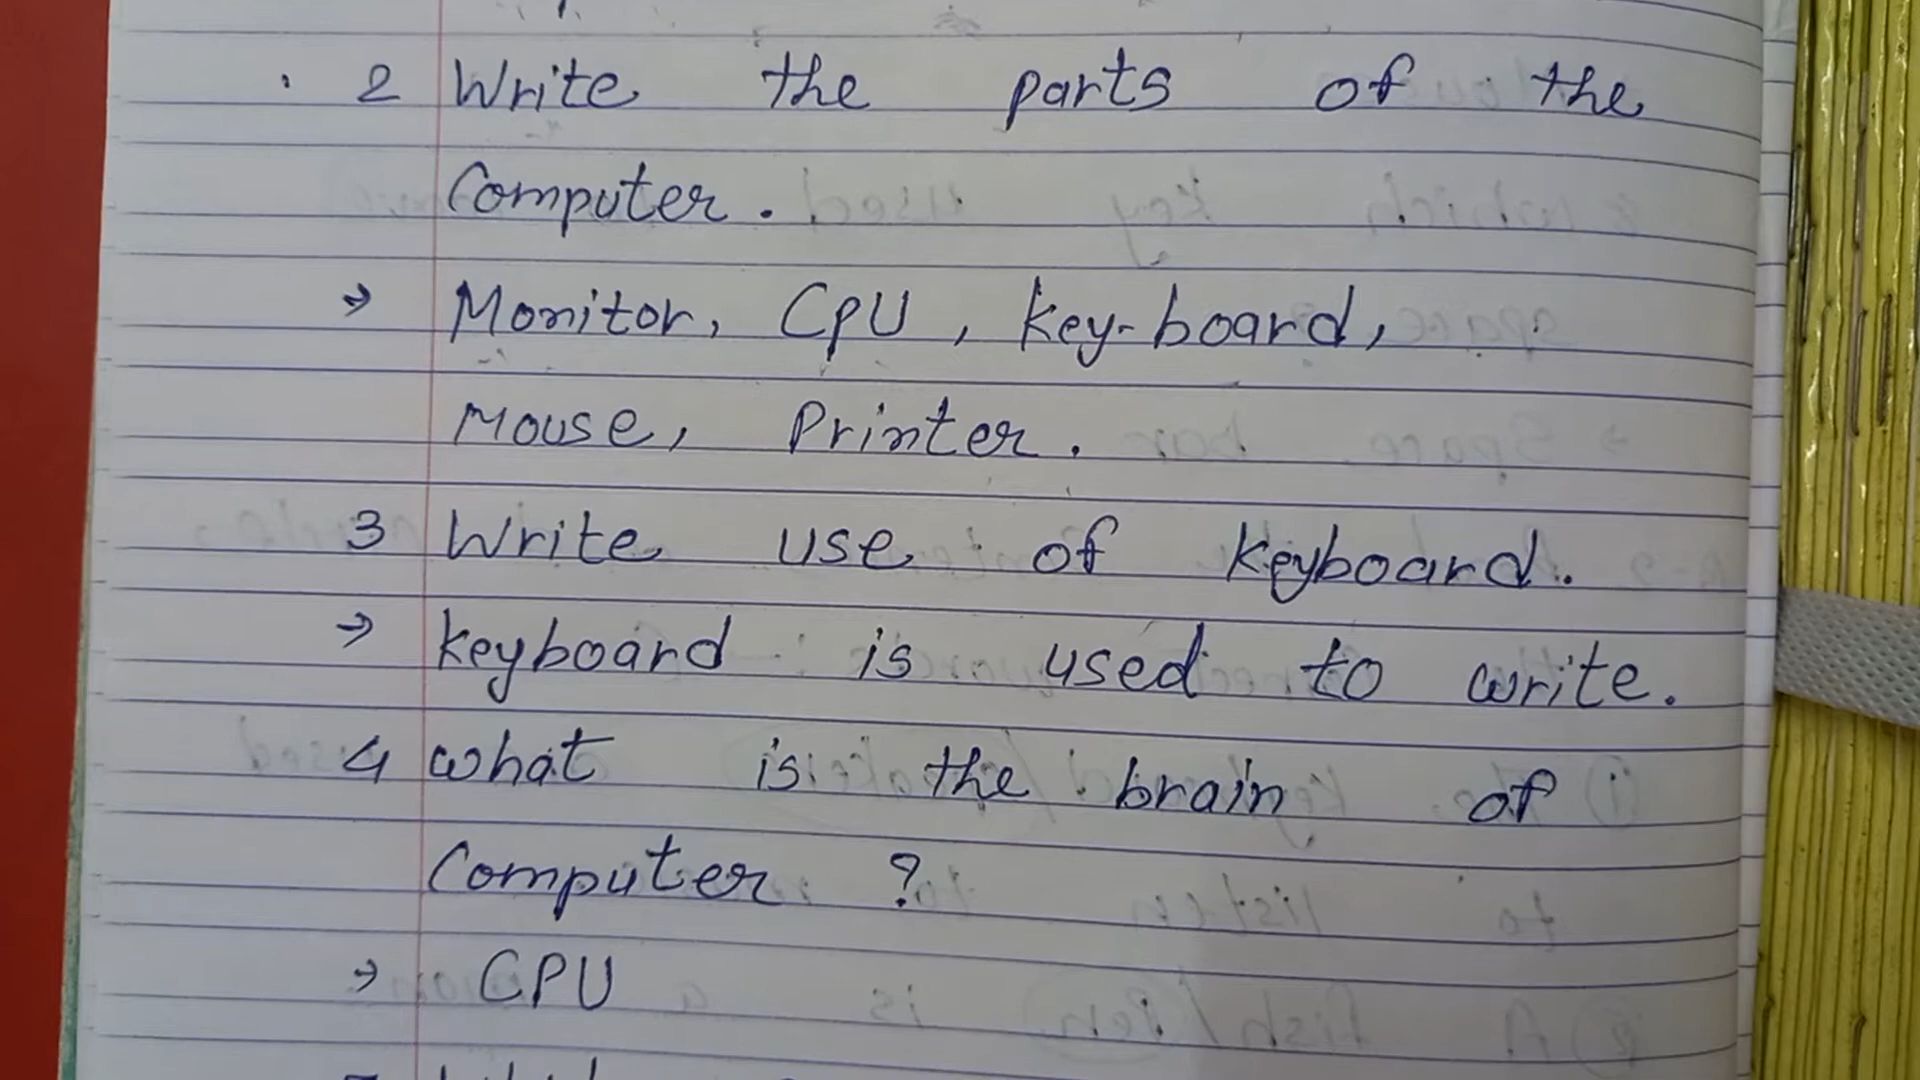 2 Write the parts of the
Computer.
→ Monitor, CPU, key-board,
Mouse, Printer.
3 Write use of keyboard.
→ keyboard is used to write.
4 what is the brain of
Computer ?
→ CPU